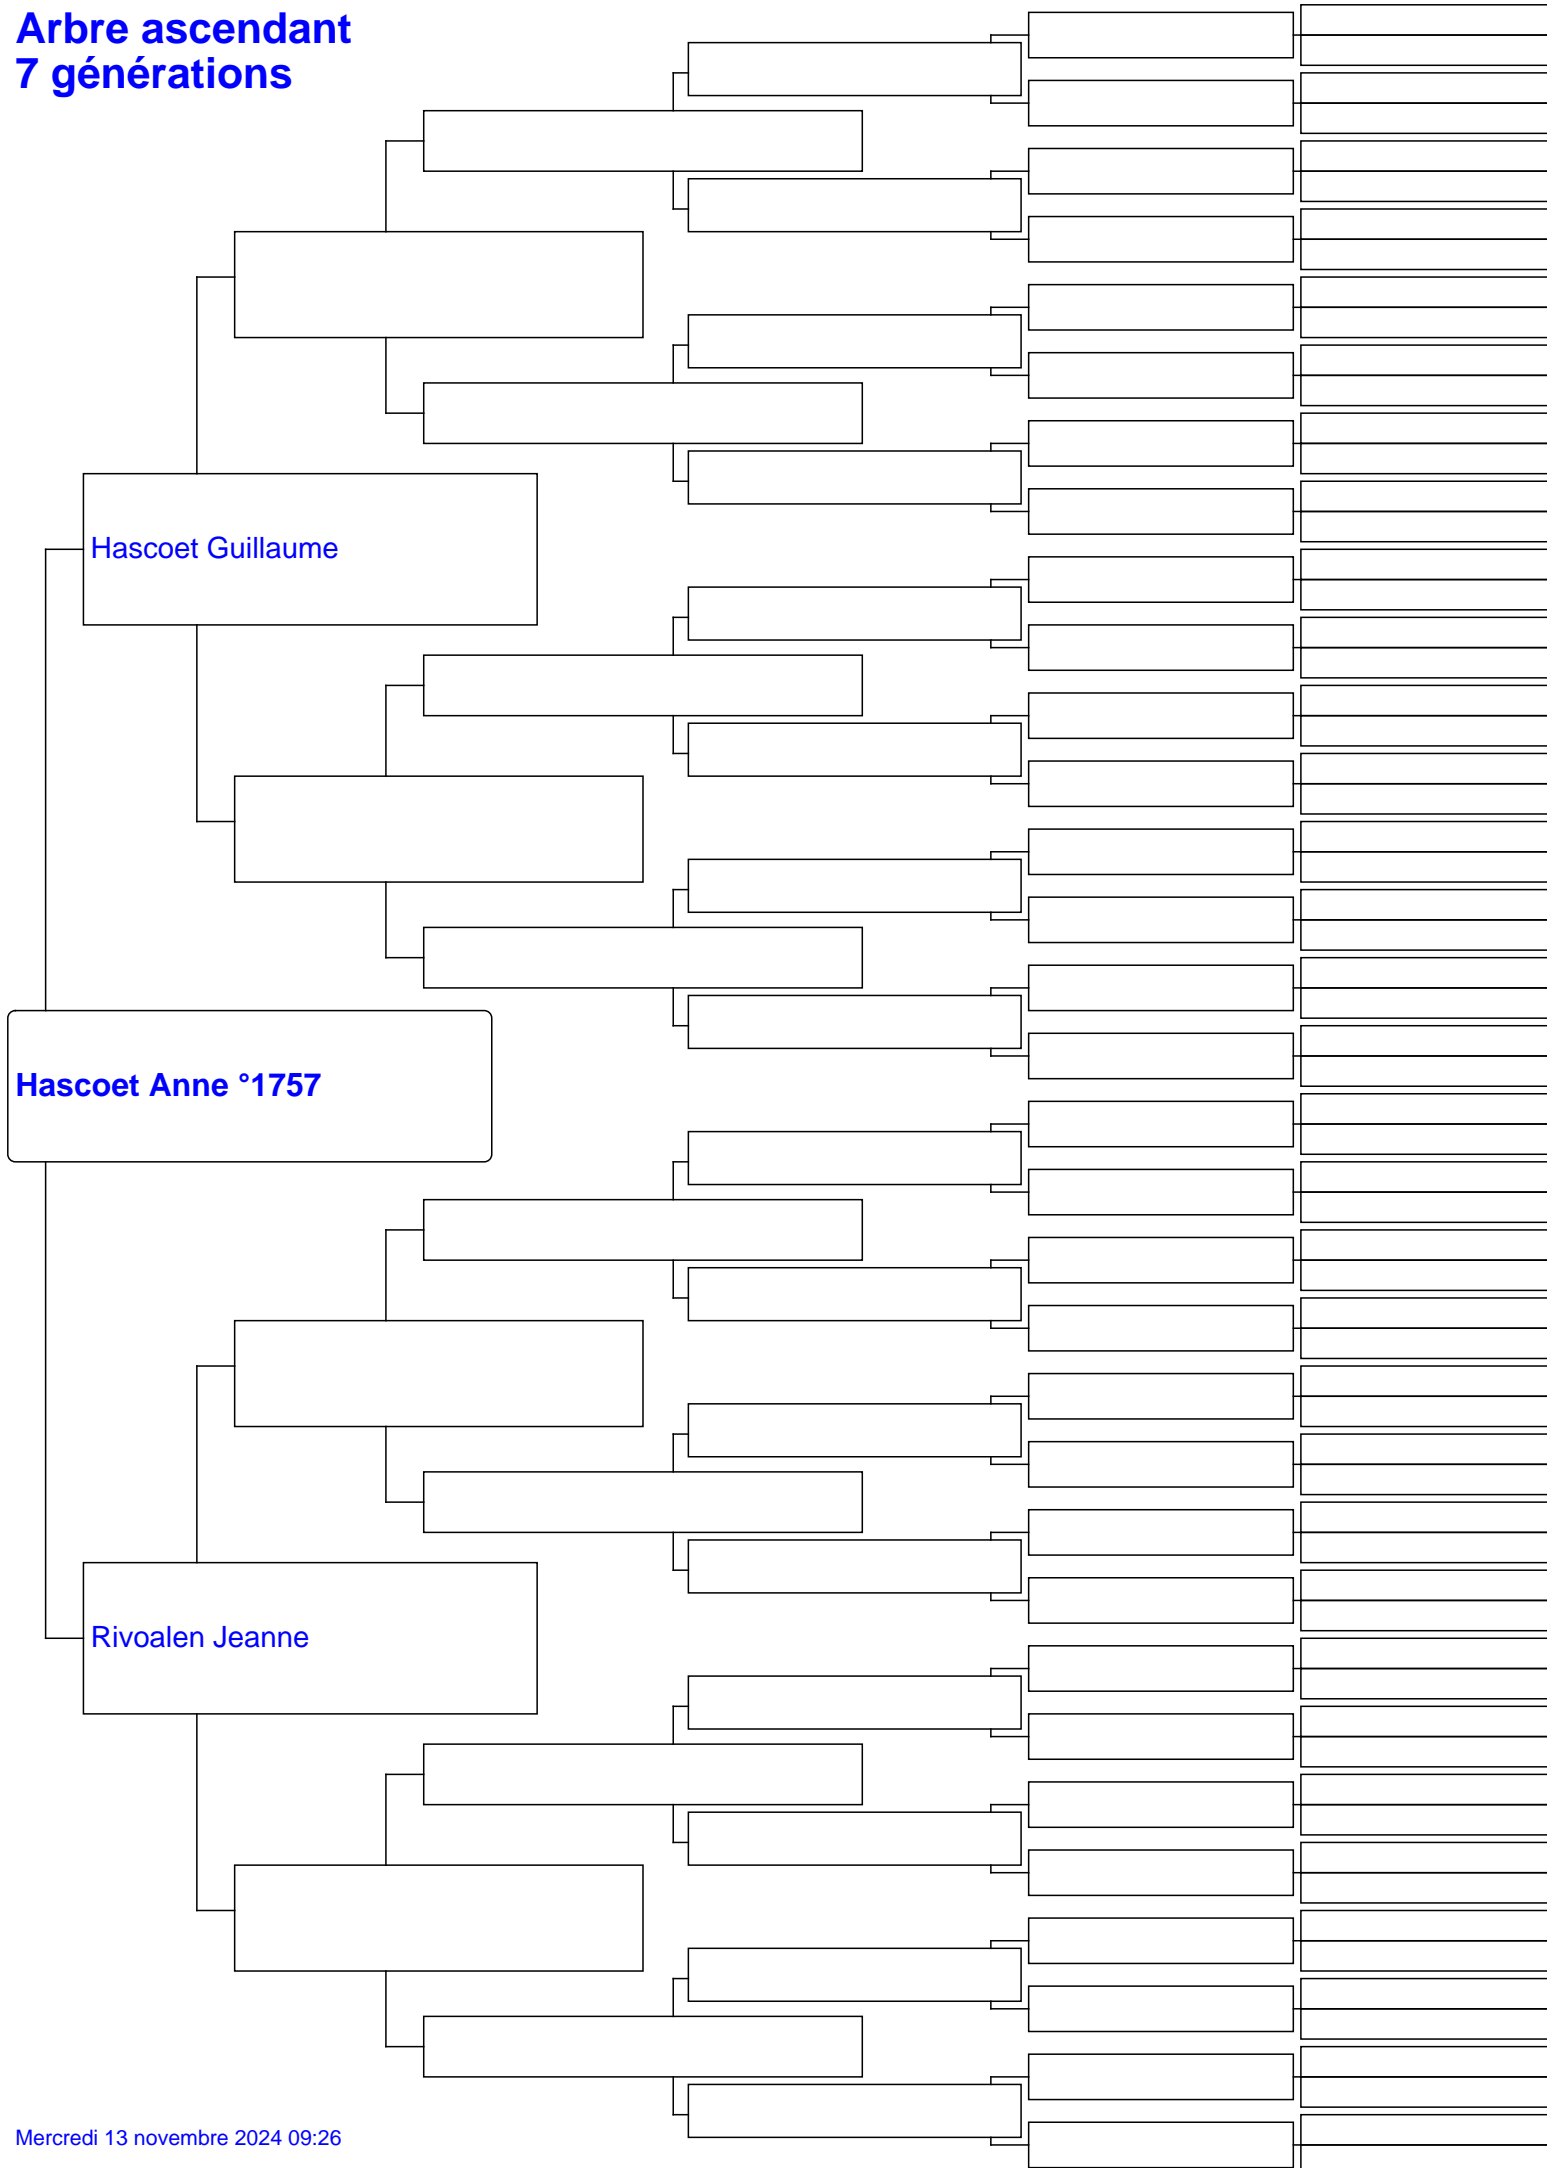 Arbre ascendant
7 générations
Hascoet Guillaume
Hascoet Anne °1757
Rivoalen Jeanne
Mercredi 13 novembre 2024 09:26